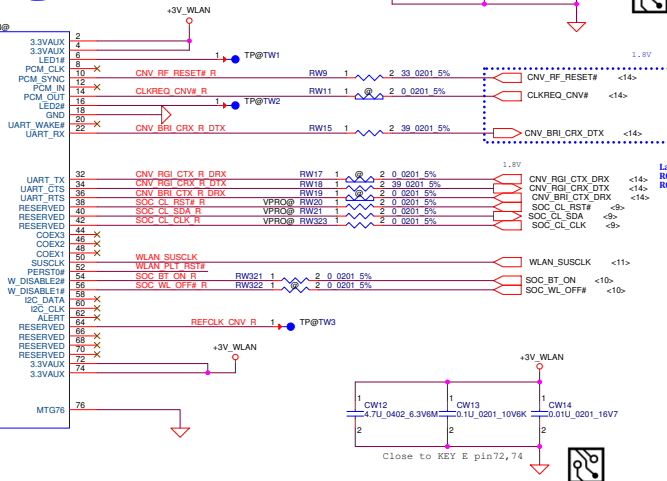 +3V_WLAN
@
1.8V
3.3VAUX 2
3.3VAUX 4
LED1# 6 1 TP@TW1
PCM_CLK 8
PCM_SYNC 10 CNV_RF_RESET#_R RW9 1 2 33_0201_5% CNV_RF_RESET# <14>
PCM_IN 12
PCM_OUT 14 CLKREQ_CNV#_R RW11 1 @ 2 0_0201_5% CLKREQ_CNV# <14>
LED2# 16 1 TP@TW2
GND 18
UART_WAKE# 20
UART_RX 22 CNV_BRI_CRX_R_DTX RW15 1 2 39_0201_5% CNV_BRI_CRX_DTX <14>
1.8V
UART_TX 32 CNV_RGI_CTX_R_DRX RW17 1 @ 2 0_0201_5% CNV_RGI_CTX_DRX <14>
UART_CTS 34 CNV_RGI_CRX_R_DTX RW18 1 2 39_0201_5% CNV_RGI_CRX_DTX <14>
UART_RTS 36 CNV_BRI_CTX_R_DRX RW19 1 @ 2 0_0201_5% CNV_BRI_CTX_DRX <14>
RESERVED 38 SOC_CL_RST#_R VPRO@ RW20 1 2 0_0201_5% SOC_CL_RST# <9>
RESERVED 40 SOC_CL_SDA_R VPRO@ RW21 1 2 0_0201_5% SOC_CL_SDA <9>
RESERVED 42 SOC_CL_CLK_R VPRO@ RW323 1 2 0_0201_5% SOC_CL_CLK <9>
COEX3 44
COEX2 46
COEX1 48
SUSCLK 50 WLAN_SUSCLK WLAN_SUSCLK <11>
PERST0# 52 WLAN_PLT_RST#
W_DISABLE2# 54 SOC_BT_ON_R RW321 1 2 0_0201_5% SOC_BT_ON <10>
W_DISABLE1# 56 SOC_WL_OFF#_R RW322 1 @ 2 0_0201_5% SOC_WL_OFF# <10>
I2C_DATA 58
I2C_CLK 60
ALERT 62
RESERVED 64 REFCLK_CNV_R 1 TP@TW3
RESERVED 66
RESERVED 68
RESERVED 70
3.3VAUX 72
3.3VAUX 74
+3V_WLAN
MTG76 76
+3V_WLAN
1 1 1
CW12 CW13 CW14
4.7U_0402_6.3V6M 0.1U_0201_10V6K 0.01U_0201_16V7
2 2 2
Close to KEY E pin72,74